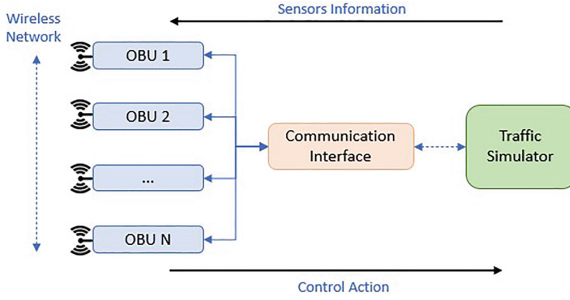 Sensors Information
Wireless
Network
OBU 1
OBU 2
...
OBU N
Communication
Interface
Traffic
Simulator
Control Action